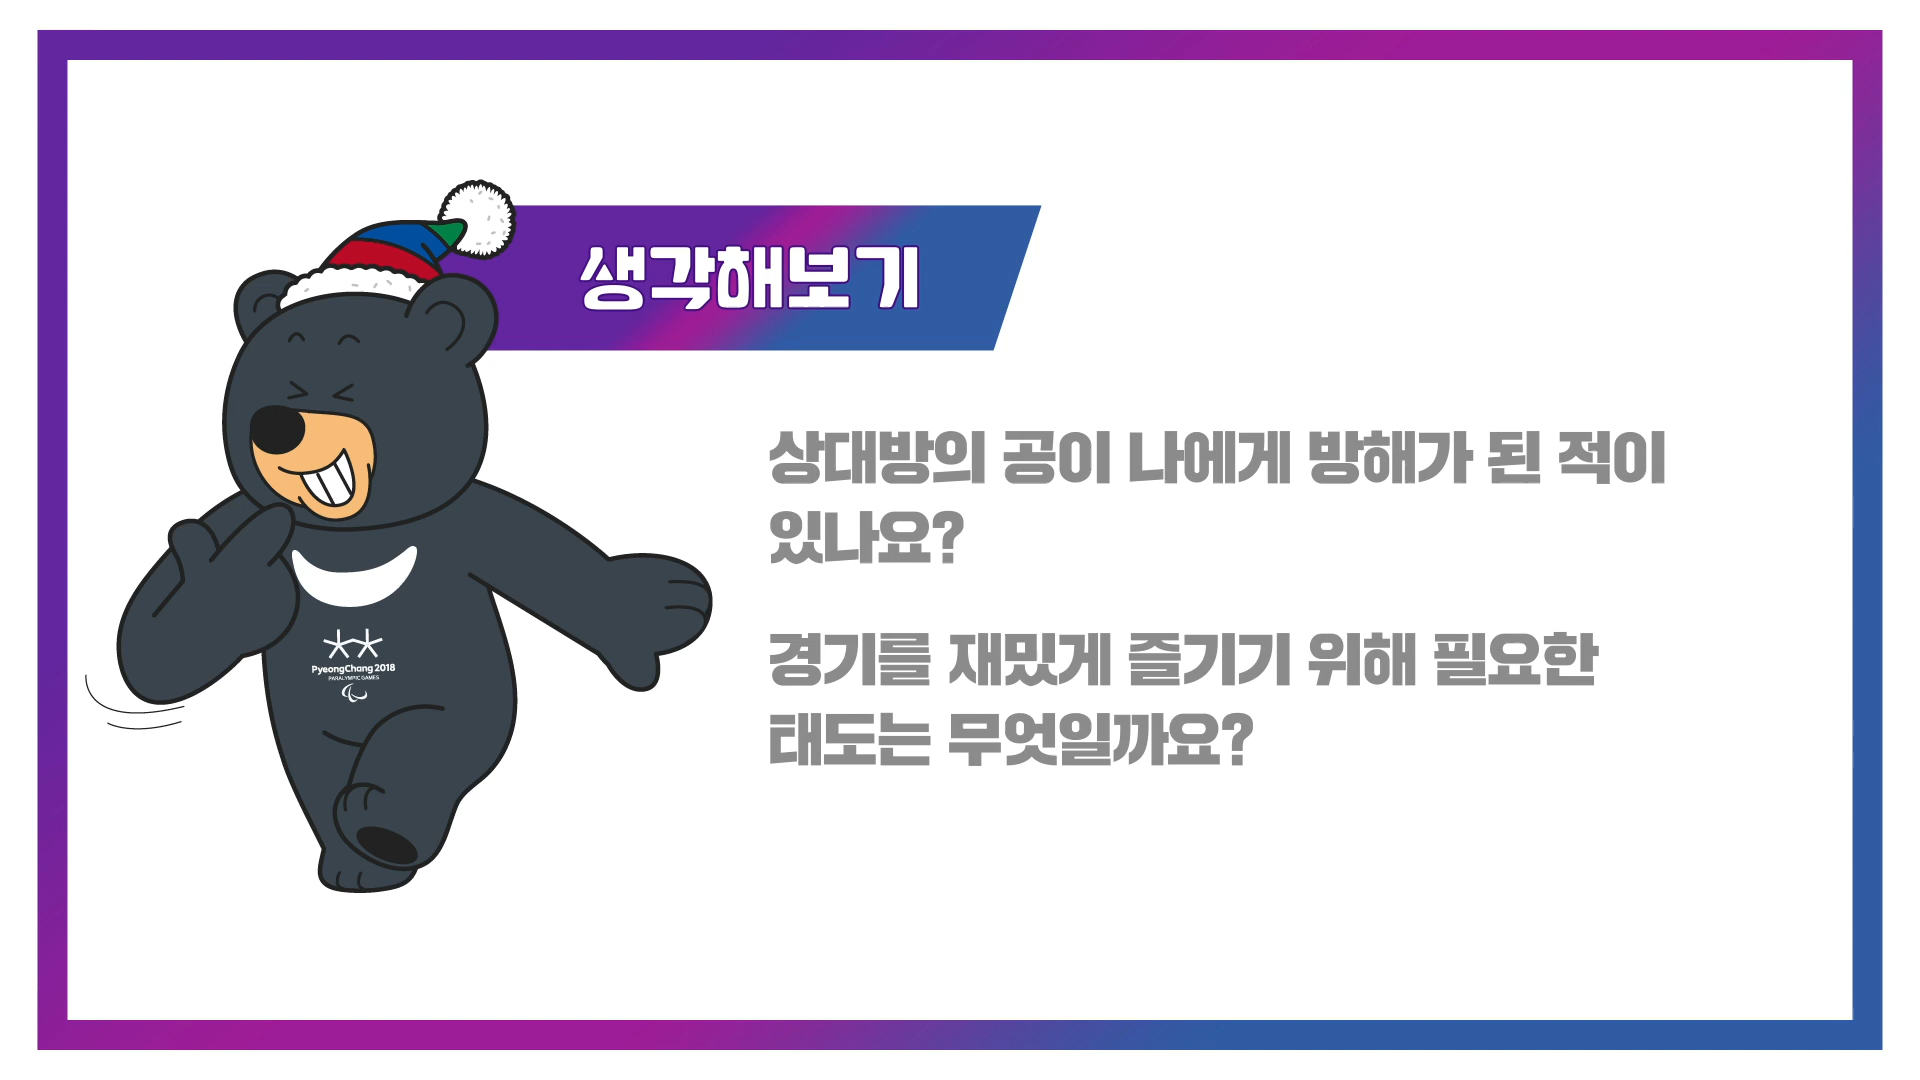 생각해보기
상대방의 공이 나에게 방해가 된 적이
있나요?
경기를 재밌게 즐기기 위해 필요한
태도는 무엇일까요?
PyeongChang 2018
PARALYMPIC GAMES